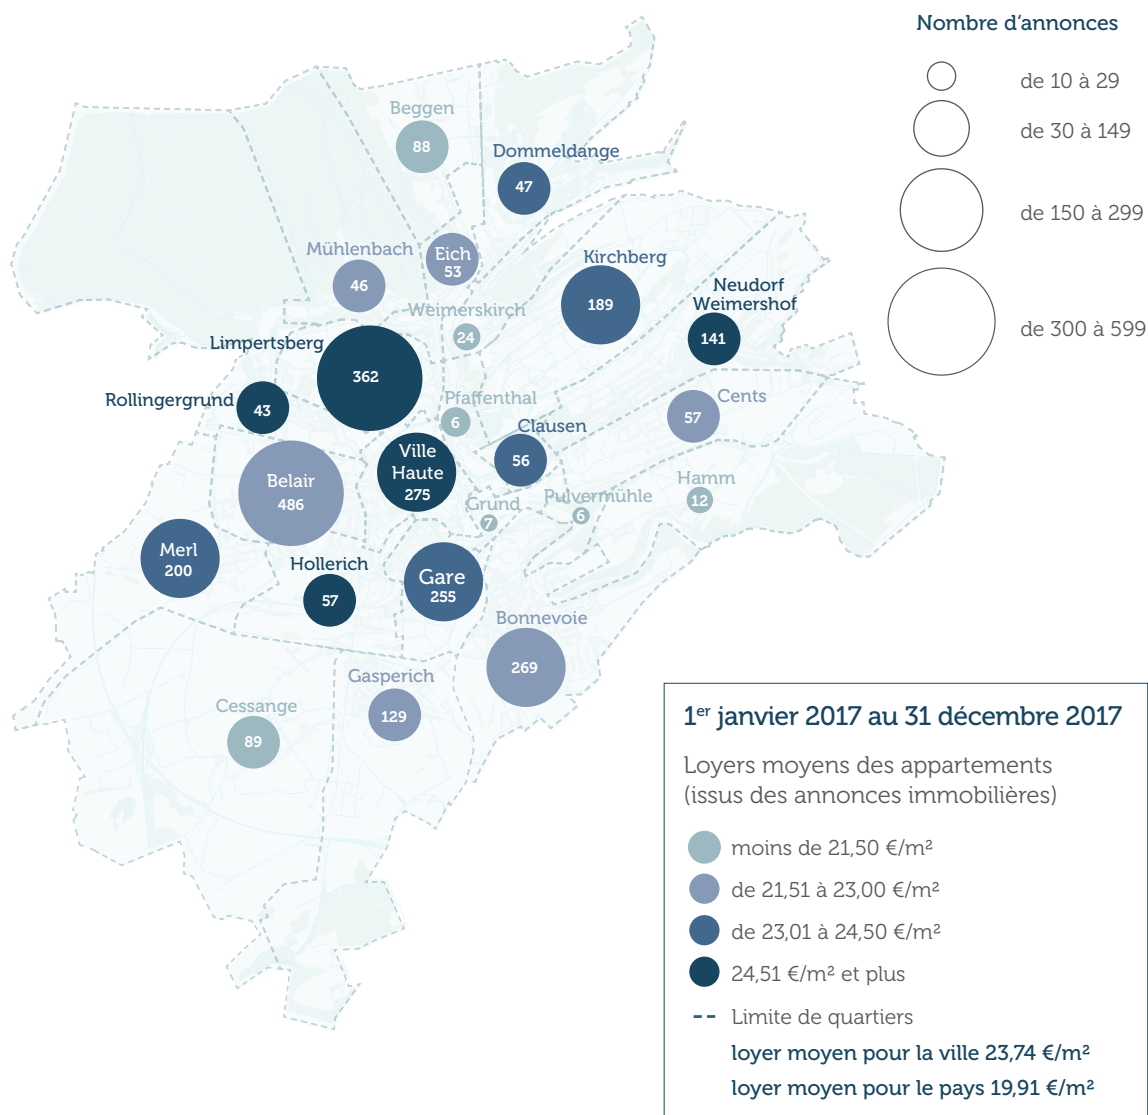 Nombre d'annonces
de 10 à 29
de 30 à 149
de 150 à 299
de 300 à 599
Beggen
88
Dommeldange
47
Mühlenbach
46
Eich
53
Kirchberg
189
Neudorf
Weimershof
141
Weimerskirch
24
Limpertsberg
362
Rollingergrund
43
Pfaffenthal
6
Cents
57
Clausen
56
Ville
Haute
275
Belair
486
Hamm
12
Pulvermühle
6
Grund
7
Merl
200
Hollerich
57
Gare
255
Bonnevoie
269
Gasperich
129
Cessange
89
1er janvier 2017 au 31 décembre 2017
Loyers moyens des appartements
(issus des annonces immobilières)
moins de 21,50 €/m²
de 21,51 à 23,00 €/m²
de 23,01 à 24,50 €/m²
24,51 €/m² et plus
Limite de quartiers
loyer moyen pour la ville 23,74 €/m²
loyer moyen pour le pays 19,91 €/m²